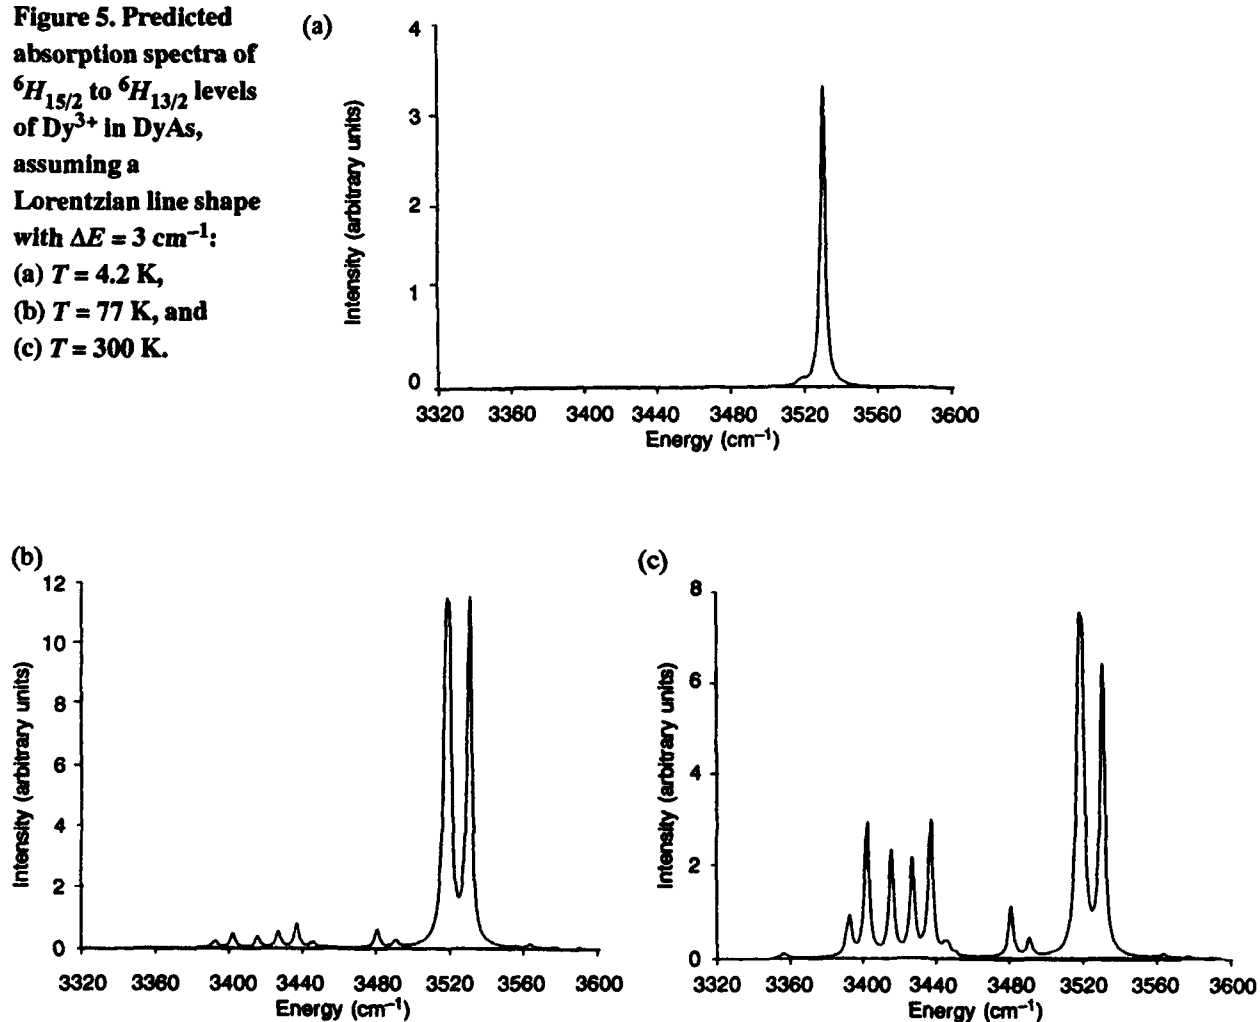 Figure 5. Predicted
absorption spectra of
⁶H₁₅/₂ to ⁶H₁₃/₂ levels
of Dy³⁺ in DyAs,
assuming a
Lorentzian line shape
with ΔE = 3 cm⁻¹:
(a) T = 4.2 K,
(b) T = 77 K, and
(c) T = 300 K.
(a)
Intensity (arbitrary units)
4
3
2
1
0
3320 3360 3400 3440 3480 3520 3560 3600
Energy (cm⁻¹)
(b)
Intensity (arbitrary units)
12
10
8
6
4
2
0
3320 3360 3400 3440 3480 3520 3560 3600
Energy (cm⁻¹)
(c)
Intensity (arbitrary units)
8
6
4
2
0
3320 3360 3400 3440 3480 3520 3560 3600
Energy (cm⁻¹)